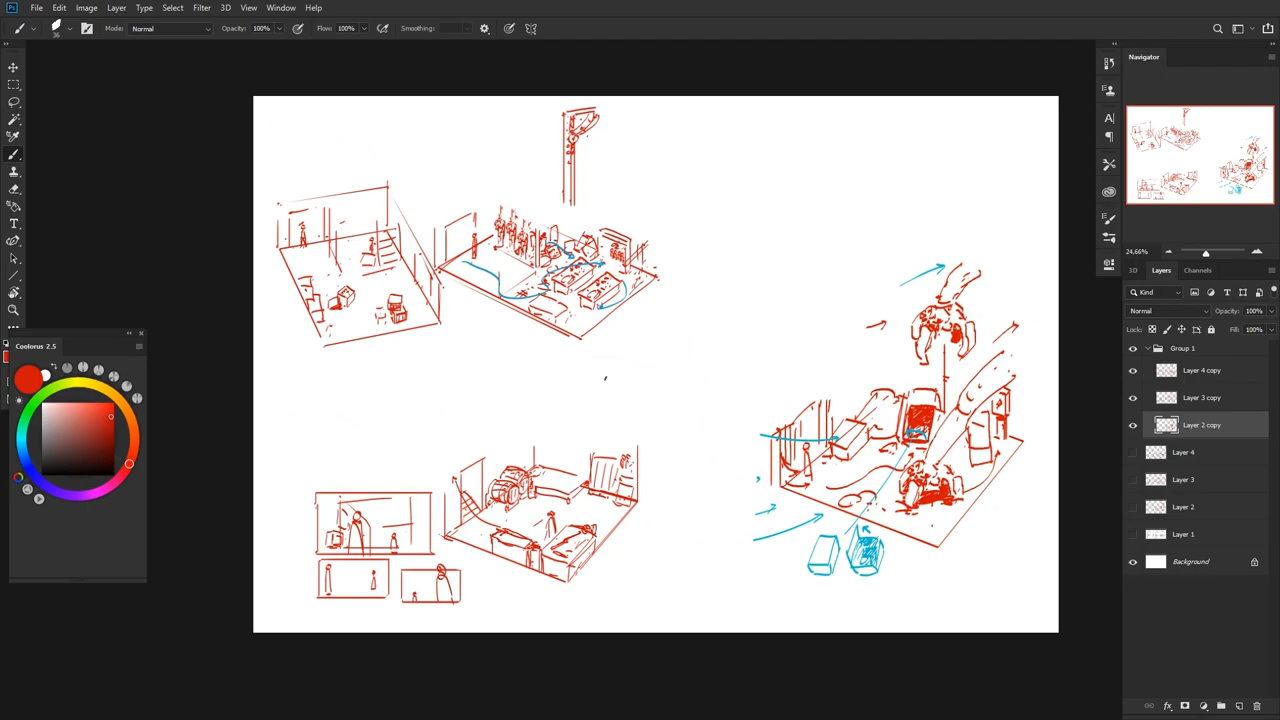 Ps File Edit Image Layer Type Select Filter 3D View Window Help
36 Mode: Normal Opacity: 100% Flow: 100% Smoothing:
Navigator
24,66%
3D Layers Channels
Kind
Normal Opacity: 100%
Lock: Fill: 100%
Group 1
Layer 4 copy
Layer 3 copy
Layer 2 copy
Layer 4
Layer 3
Layer 2
Layer 1
Background
Coolorus 2.5